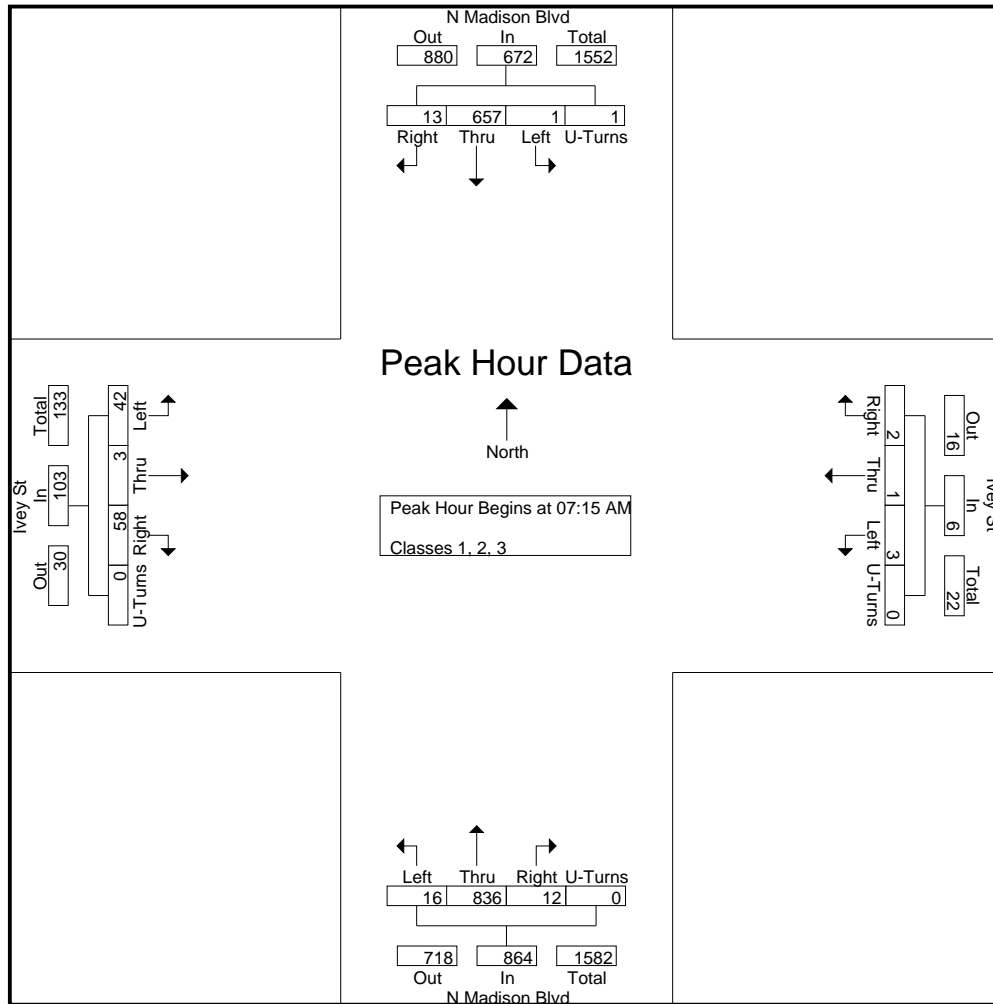 N Madison Blvd
Out In Total
880 672 1552
13 657 1 1
Right Thru Left U-Turns
Peak Hour Data
North
Peak Hour Begins at 07:15 AM
Classes 1, 2, 3
Ivey St
Total In Out
133 103 30
42 3 58 0
Left Thru Right U-Turns
Right Thru Left U-Turns
2 1 3 0
16 6 22
Out In Total
Ivey St
Left Thru Right U-Turns
16 836 12 0
718 864 1582
Out In Total
N Madison Blvd